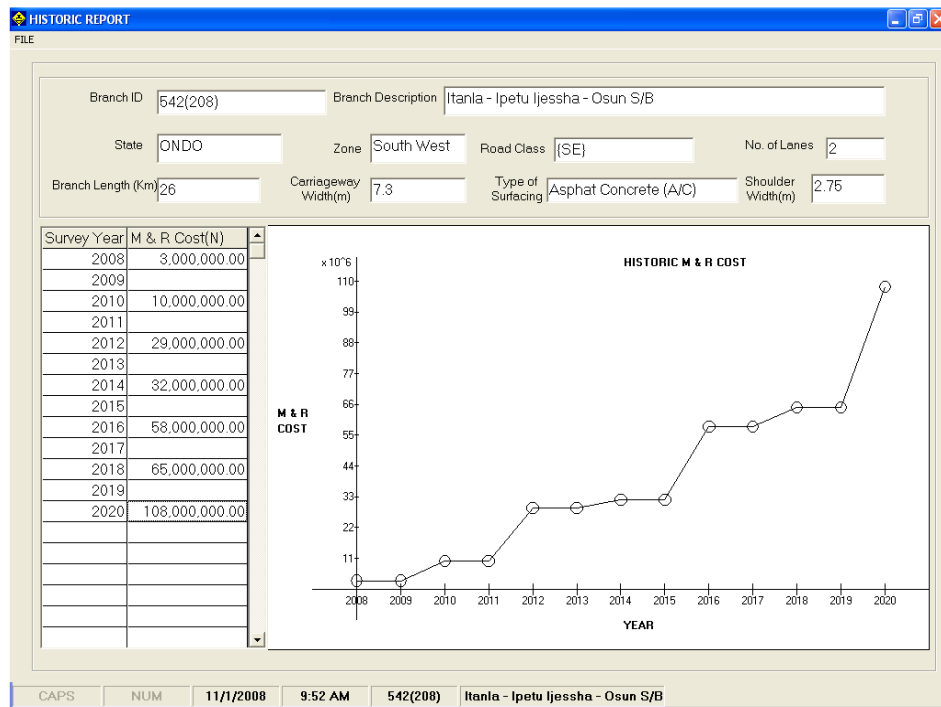 HISTORIC REPORT
FILE
Branch ID 542(208) Branch Description Itanla - Ipetu Ijessha - Osun S/B
State ONDO Zone South West Road Class {SE} No. of Lanes 2
Branch Length (Km) 26 Carriageway Width(m) 7.3 Type of Surfacing Asphat Concrete (A/C) Shoulder Width(m) 2.75
Survey Year M & R Cost(N)
2008 3,000,000.00
2009
2010 10,000,000.00
2011
2012 29,000,000.00
2013
2014 32,000,000.00
2015
2016 58,000,000.00
2017
2018 65,000,000.00
2019
2020 108,000,000.00
HISTORIC M & R COST
x 10^6
110
99
88
77
66
55
44
33
22
11
M & R
COST
2008 2009 2010 2011 2012 2013 2014 2015 2016 2017 2018 2019 2020
YEAR
CAPS NUM 11/1/2008 9:52 AM 542(208) Itanla - Ipetu Ijessha - Osun S/B